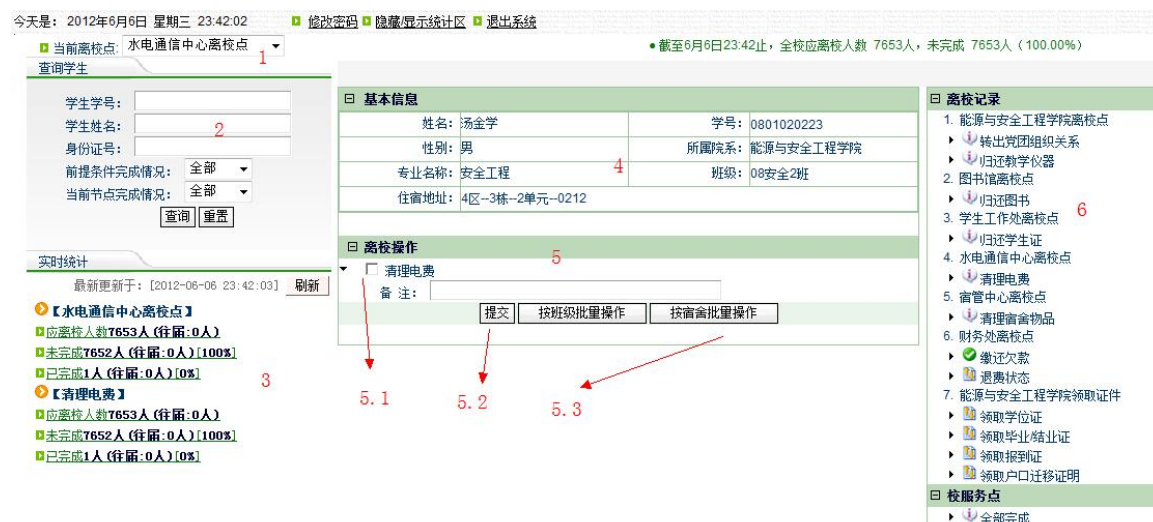 今天是： 2012年6月6日 星期三 23:42:02 修改密码 隐藏/显示统计区 退出系统
当前离校点: 水电通信中心离校点
1
●截至6月6日23:42止，全校应离校人数 7653人，未完成 7653人（100.00%）
查询学生
学生学号：
学生姓名：
2
身份证号：
前提条件完成情况： 全部
当前节点完成情况： 全部
查询 重置
实时统计
最新更新于：[2012-06-06 23:42:03] 刷新
【水电通信中心离校点】
应离校人数7653人(往届:0人)
未完成7652人(往届:0人)[100%]
已完成1人(往届:0人)[0%]
3
【清理电费】
应离校人数7653人(往届:0人)
未完成7652人(往届:0人)[100%]
已完成1人(往届:0人)[0%]
基本信息
姓名: 汤金学 学号: 0801020223
性别: 男 所属院系: 能源与安全工程学院
专业名称: 安全工程 班级: 08安全2班
4
住宿地址: 4区--3栋--2单元--0212
离校操作
5
清理电费
备 注:
提交 按班级批量操作 按宿舍批量操作
5.1
5.2
5.3
离校记录
1. 能源与安全工程学院离校点
转出党团组织关系
归还教学仪器
2. 图书馆离校点
归还图书
6
3. 学生工作处离校点
归还学生证
4. 水电通信中心离校点
清理电费
5. 宿管中心离校点
清理宿舍物品
6. 财务处离校点
缴还欠款
退费状态
7. 能源与安全工程学院领取证件
领取学位证
领取毕业/结业证
领取报到证
领取户口迁移证明
校服务点
全部完成